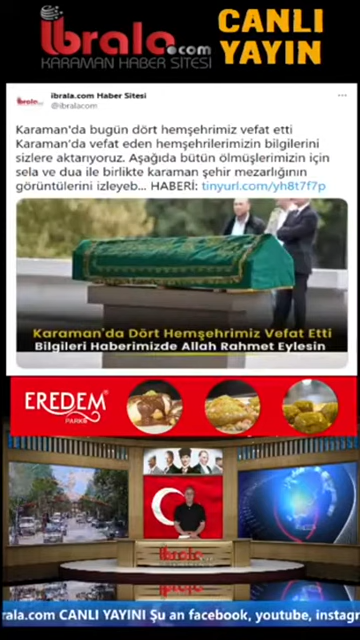 ibrala.com
KARAMAN HABER SİTESİ
CANLI
YAYIN
ibrala.com Haber Sitesi
@ibralacom
Karaman'da bugün dört hemşehrimiz vefat etti
Karaman'da vefat eden hemşehrilerimizin bilgilerini
sizlere aktarıyoruz. Aşağıda bütün ölmüşlerimizin için
sela ve dua ile birlikte karaman şehir mezarlığının
görüntülerini izleyeb... HABERİ: tinyurl.com/yh8t7f7p
Karaman'da Dört Hemşehrimiz Vefat Etti
Bilgileri Haberimizde Allah Rahmet Eylesin
EREDEM
PARK
ibrala
rala.com CANLI YAYINI Şu an facebook, youtube, instag